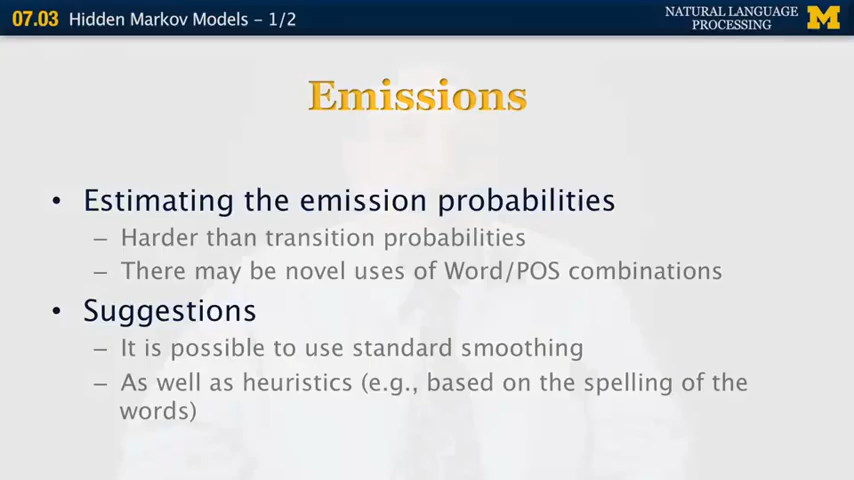 07.03 Hidden Markov Models – 1/2
NATURAL LANGUAGE
PROCESSING
M
Emissions
• Estimating the emission probabilities
– Harder than transition probabilities
– There may be novel uses of Word/POS combinations
• Suggestions
– It is possible to use standard smoothing
– As well as heuristics (e.g., based on the spelling of the
words)